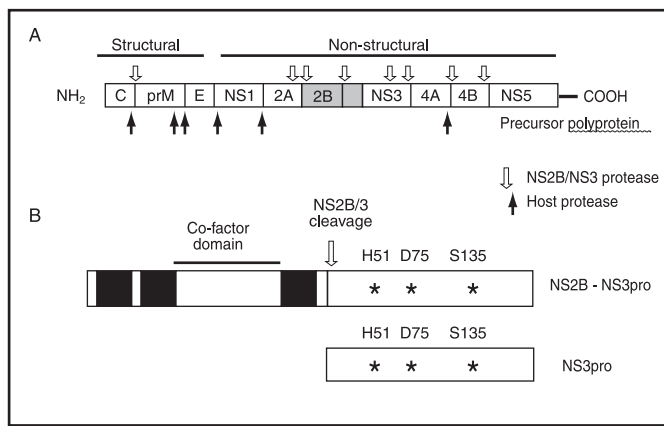 A
Structural Non-structural
NH2 C prM E NS1 2A 2B NS3 4A 4B NS5 COOH
Precursor polyprotein
NS2B/NS3 protease
Host protease
B
NS2B/3
cleavage
Co-factor
domain
H51 D75 S135
* * *
NS2B - NS3pro
H51 D75 S135
* * *
NS3pro